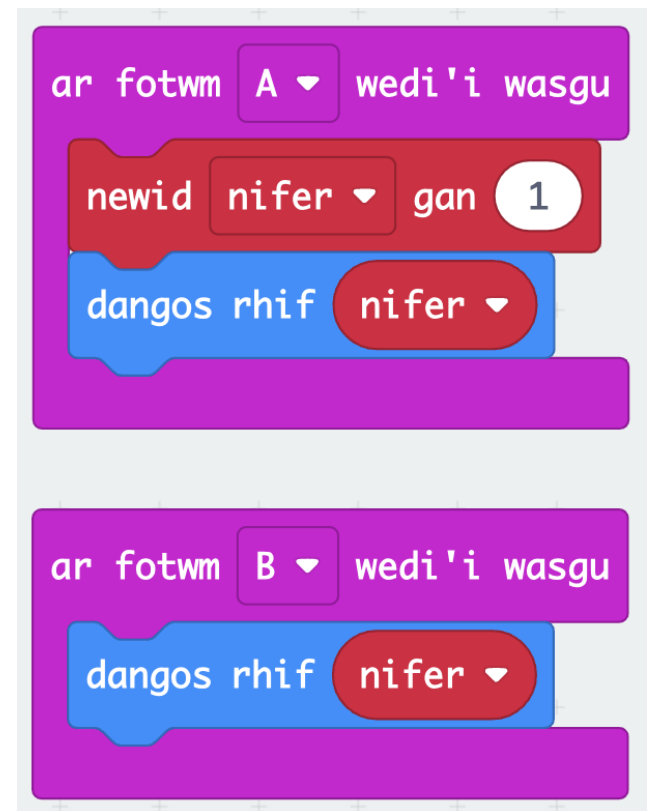 ar fotwm A wedi'i wasgu
newid nifer gan 1
dangos rhif nifer
ar fotwm B wedi'i wasgu
dangos rhif nifer